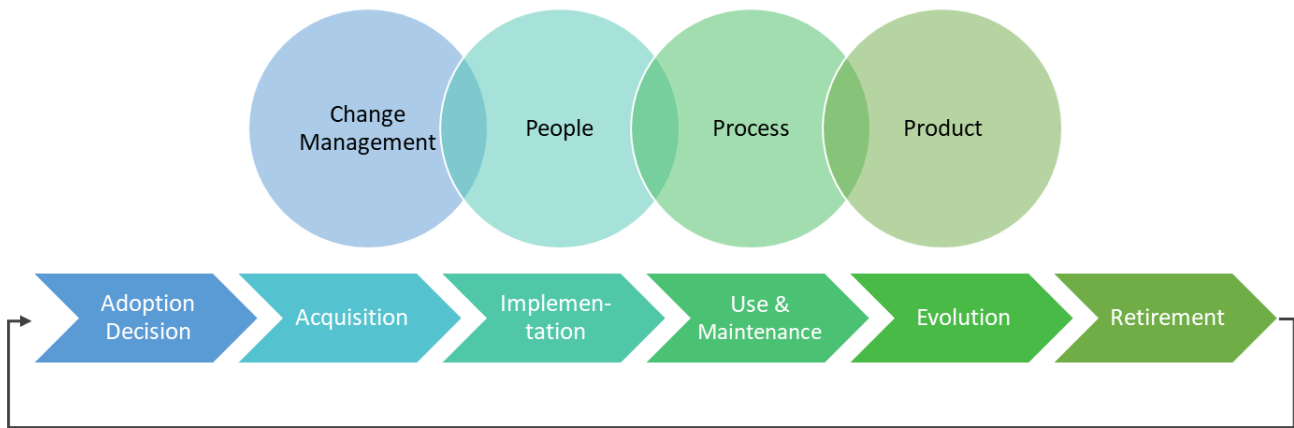 Change
Management
People
Process
Product
Adoption
Decision
Acquisition
Implemen-
tation
Use &
Maintenance
Evolution
Retirement